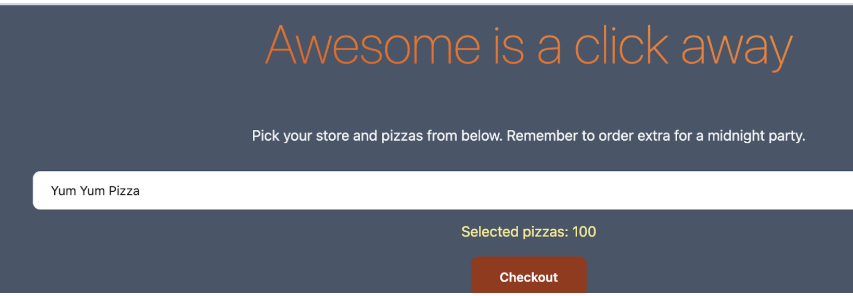 Awesome is a click away
Pick your store and pizzas from below. Remember to order extra for a midnight party.
Yum Yum Pizza
Selected pizzas: 100
Checkout